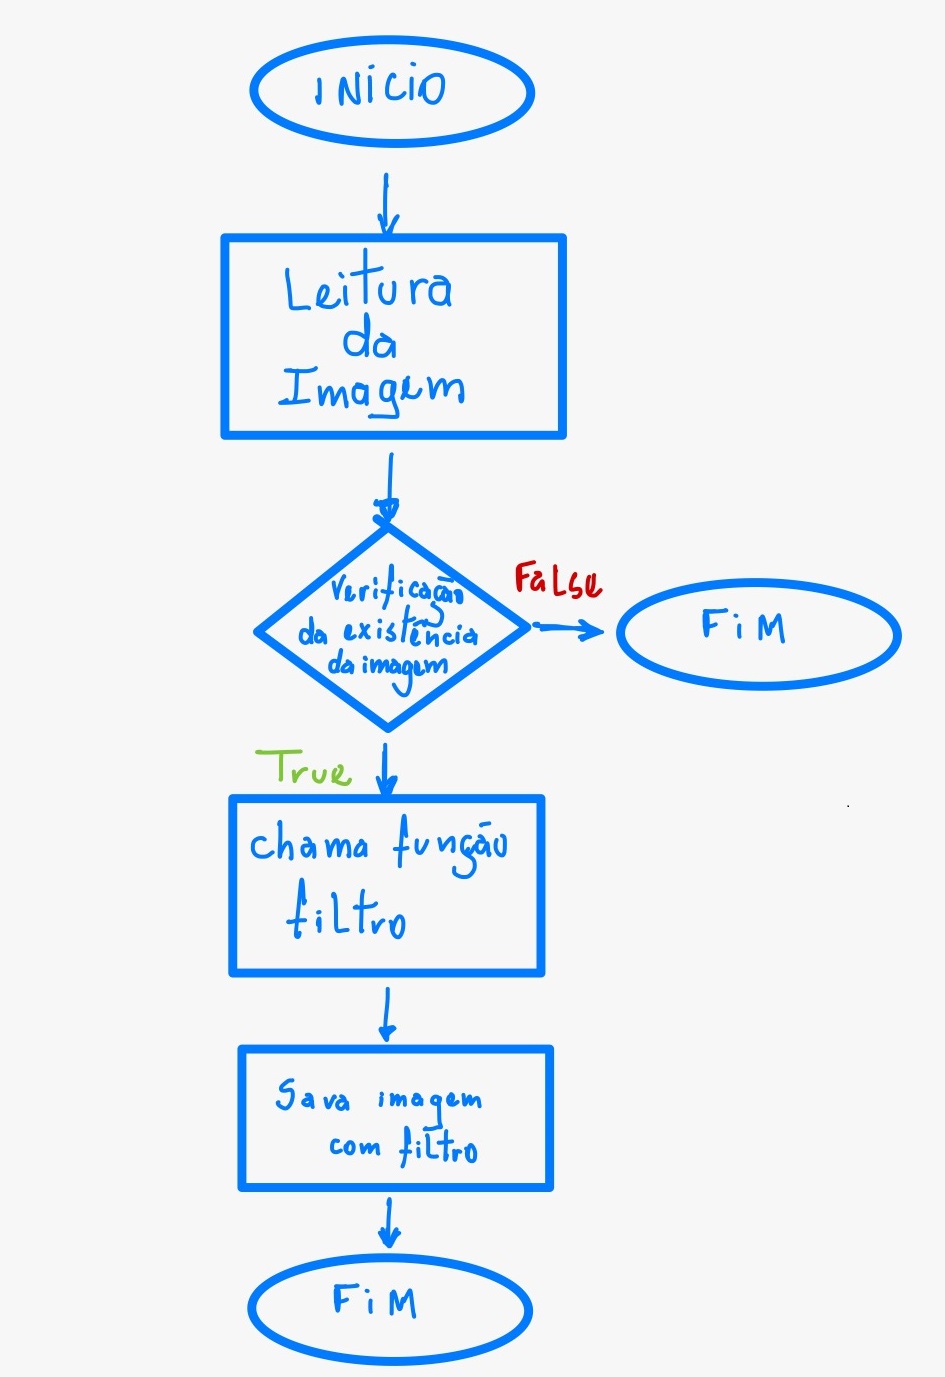 INICIO
Leitura
da
Imagem
Verificação
da existência
da imagem
False
FiM
True
chama função
filtro
Sava imagem
com filtro
FiM